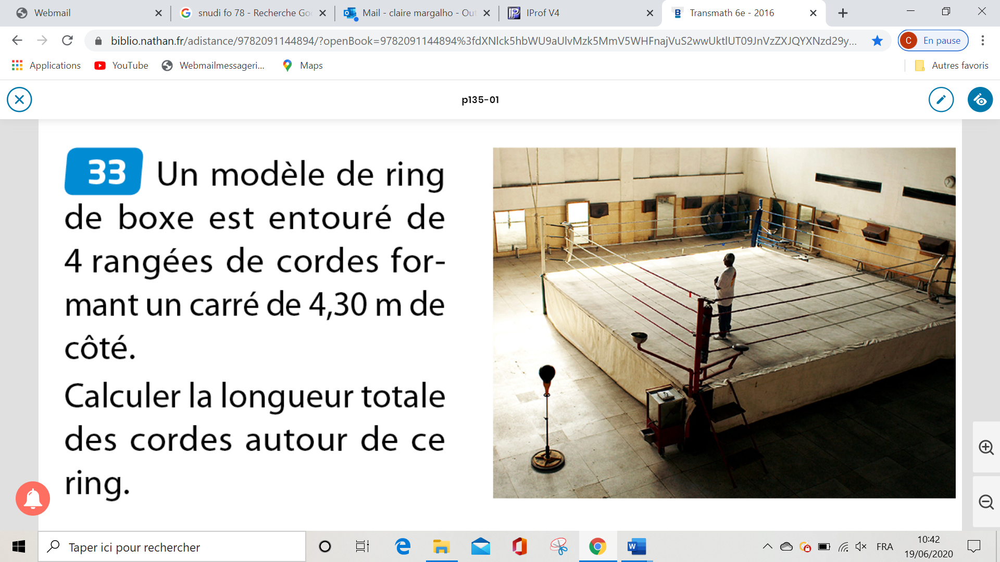 Webmail
snudi fo 78 - Recherche Goo
Mail - claire margalho - Out
IProf V4
Transmath 6e - 2016
biblio.nathan.fr/adistance/9782091144894/?openBook=9782091144894%3fdXNlck5hbWU9aUlvMzk5MmV5WHFnajVuS2wwUktlUT09JnVzZXJQYXNzd29y...
C En pause
Applications
YouTube
Webmailmessageri...
Maps
Autres favoris
p135-01
33 Un modèle de ring
de boxe est entouré de
4 rangées de cordes for-
mant un carré de 4,30 m de
côté.
Calculer la longueur totale
des cordes autour de ce
ring.
Taper ici pour rechercher
FRA
10:42
19/06/2020